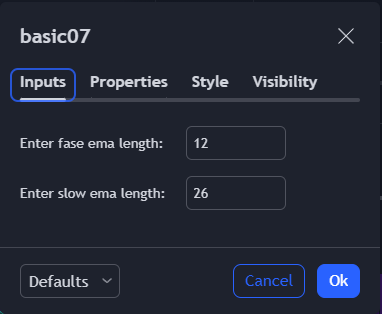 basic07
Inputs Properties Style Visibility
Enter fase ema length: 12
Enter slow ema length: 26
Defaults Cancel Ok